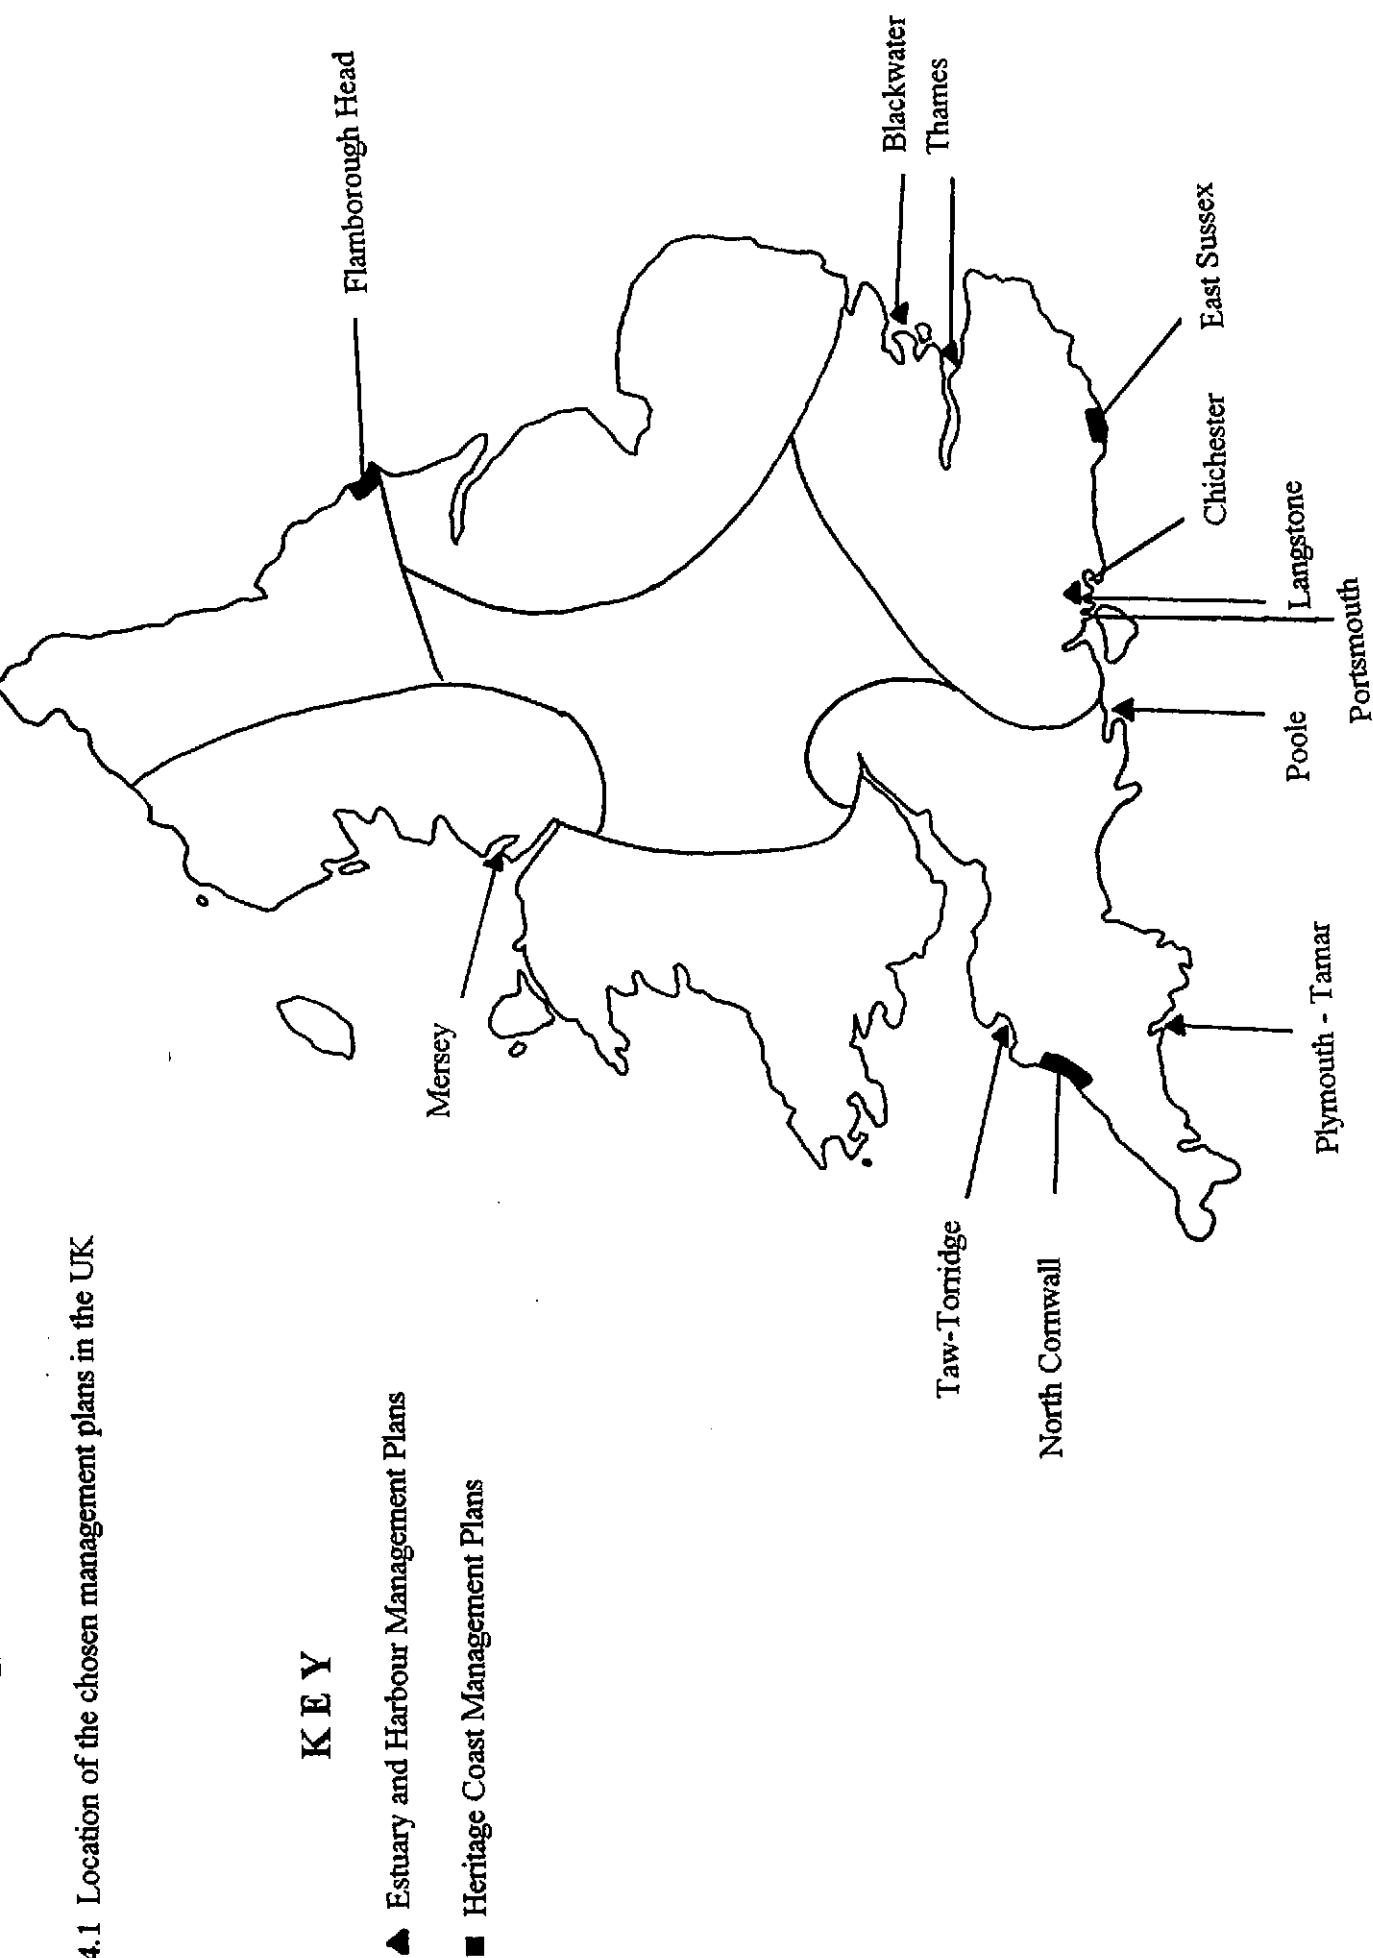 4.1 Location of the chosen management plans in the UK
KEY
Estuary and Harbour Management Plans
Heritage Coast Management Plans
Flamborough Head
Mersey
Blackwater
Thames
Taw-Torridge
North Cornwall
East Sussex
Chichester
Langstone
Portsmouth
Poole
Plymouth - Tamar